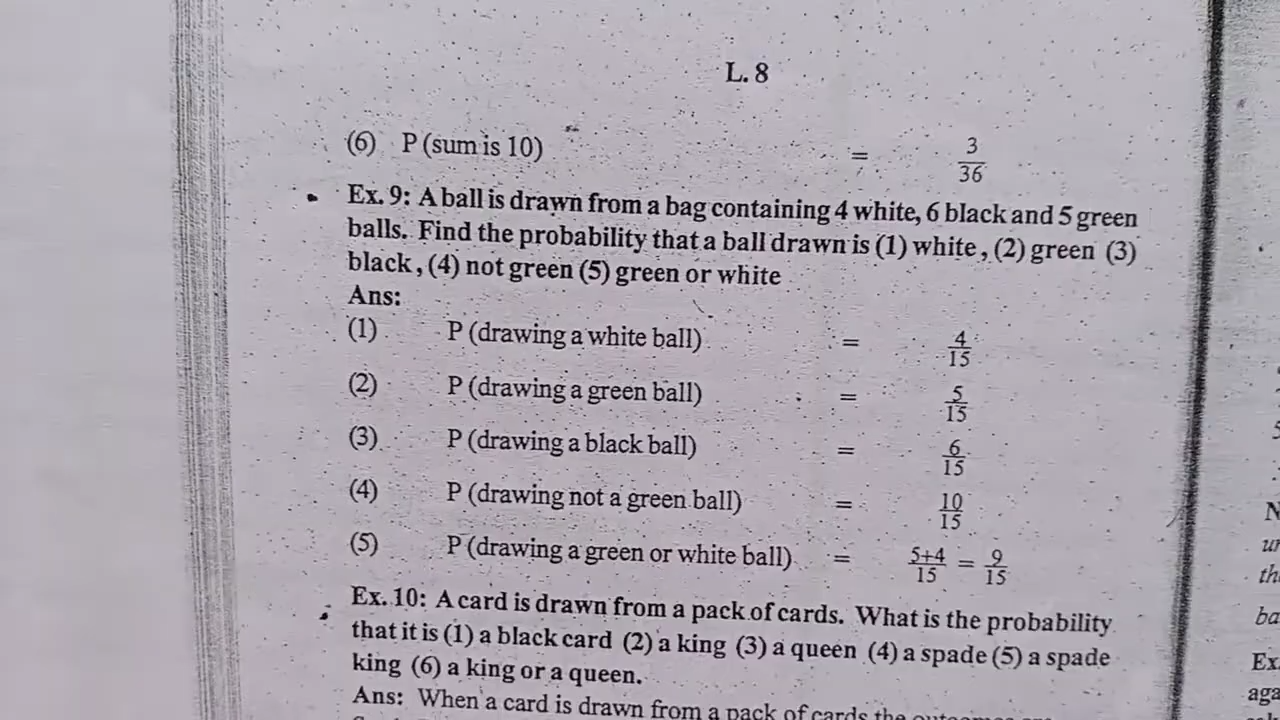 L. 8
(6) P (sum is 10) = 3/36
Ex. 9: A ball is drawn from a bag containing 4 white, 6 black and 5 green
balls. Find the probability that a ball drawn is (1) white , (2) green (3)
black , (4) not green (5) green or white
Ans:
(1) P (drawing a white ball) = 4/15
(2) P (drawing a green ball) = 5/15
(3) P (drawing a black ball) = 6/15
(4) P (drawing not a green ball) = 10/15
(5) P (drawing a green or white ball) = 5+4/15 = 9/15
Ex. 10: A card is drawn from a pack of cards. What is the probability
that it is (1) a black card (2) a king (3) a queen (4) a spade (5) a spade
king (6) a king or a queen.
Ans: When a card is drawn from a pack of cards the